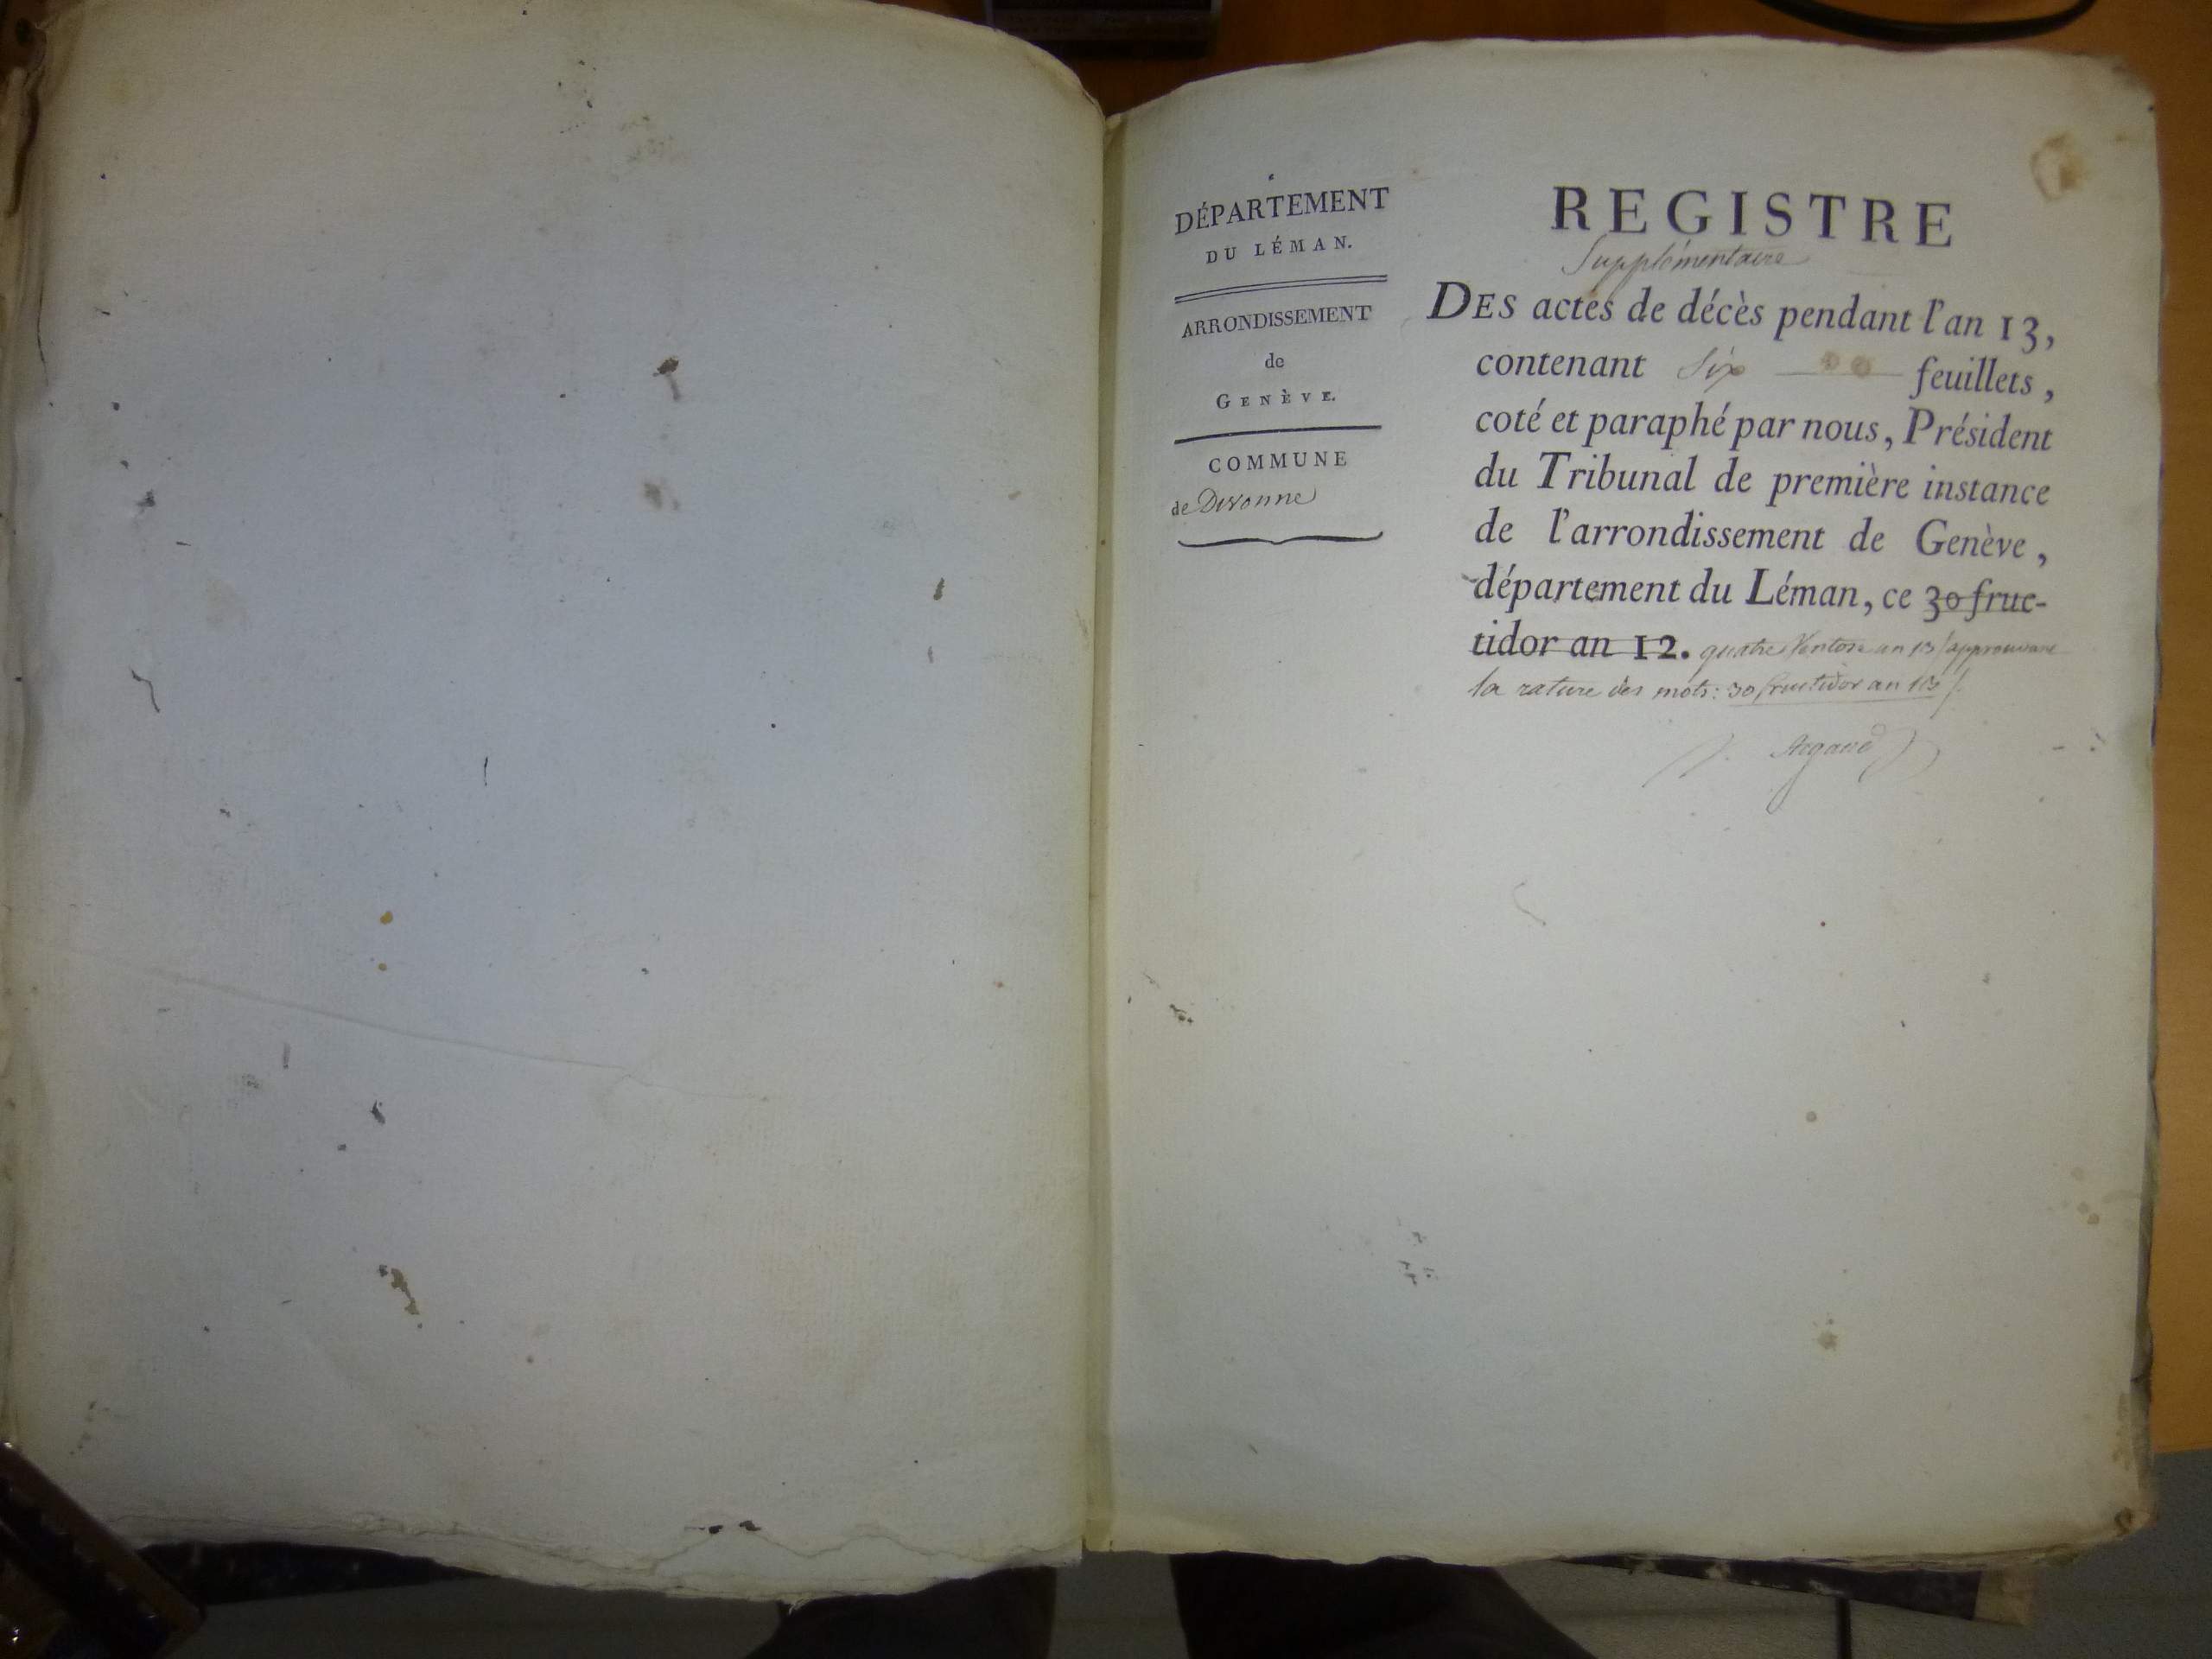 DÉPARTEMENT
DU LÉMAN.
ARRONDISSEMENT
de
GENÈVE.
COMMUNE
de Divonne
REGISTRE
Supplémentaire
DES actes de décès pendant l'an 13,
contenant six feuillets,
coté et paraphé par nous, Président
du Tribunal de première instance
de l'arrondissement de Genève,
département du Léman, ce 30 fruc-
tidor an 12. quatre Ventose an 13 /approuvant
la rature des mots: 30 fructidor an 12 /.
Argand